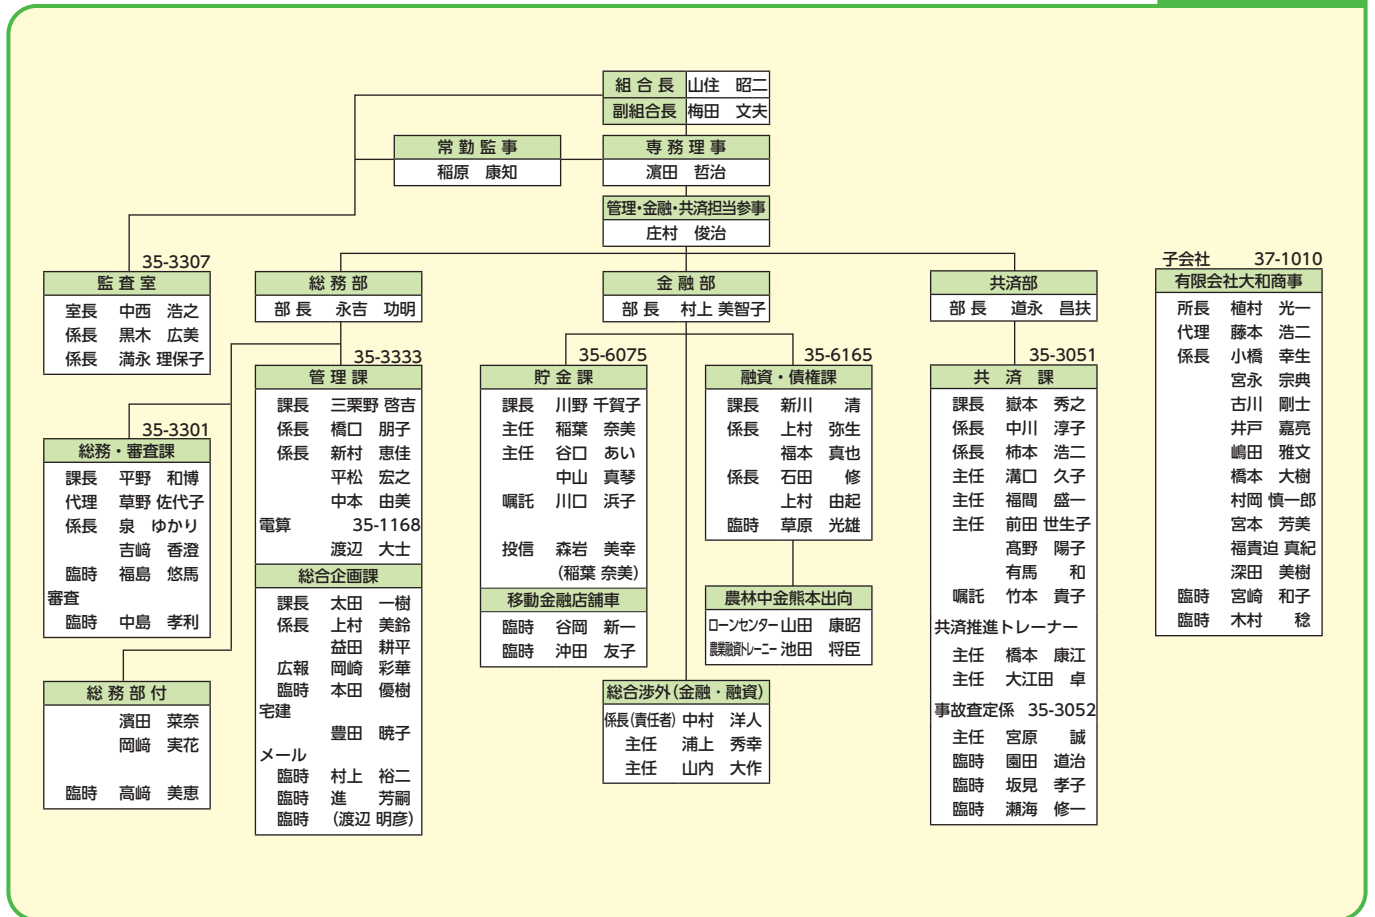 組合長 山住 昭二
副組合長 梅田 文夫
常勤監事
稲原 康知
専務理事
濵田 哲治
管理・金融・共済担当参事
庄村 俊治
35-3307
監査室
室長 中西 浩之
係長 黒木 広美
係長 満永 理保子
総務部
部長 永吉 功明
金融部
部長 村上 美智子
共済部
部長 道永 昌扶
35-3301
総務・審査課
課長 平野 和博
代理 草野 佐代子
係長 泉 ゆかり
吉﨑 香澄
臨時 福島 悠馬
審査
臨時 中島 孝利
総務部付
濱田 菜奈
岡﨑 実花
臨時 高﨑 美恵
35-3333
管理課
課長 三栗野 啓吉
係長 橋口 朋子
係長 新村 恵佳
平松 宏之
中本 由美
電算 35-1168
渡辺 大士
総合企画課
課長 太田 一樹
係長 上村 美鈴
益田 耕平
広報 岡崎 彩華
臨時 本田 優樹
宅建
豊田 暁子
メール
臨時 村上 裕二
臨時 進 芳嗣
臨時 (渡辺 明彦)
35-6075
貯金課
課長 川野 千賀子
主任 稲葉 奈美
主任 谷口 あい
中山 真琴
嘱託 川口 浜子
投信 森岩 美幸
(稲葉 奈美)
移動金融店舗車
臨時 谷岡 新一
臨時 沖田 友子
35-6165
融資・債権課
課長 新川 清
係長 上村 弥生
福本 真也
係長 石田 修
上村 由起
臨時 草原 光雄
農林中金熊本出向
ローンセンター 山田 康昭
農業融資トレーニー 池田 将臣
総合渉外(金融・融資)
係長(責任者) 中村 洋人
主任 浦上 秀幸
主任 山内 大作
35-3051
共済課
課長 嶽本 秀之
係長 中川 淳子
係長 柿本 浩二
主任 溝口 久子
主任 福間 盛一
主任 前田 世生子
髙野 陽子
有馬 和
嘱託 竹本 貴子
共済推進トレーナー
主任 橋本 康江
主任 大江田 卓
事故査定係 35-3052
主任 宮原 誠
臨時 園田 道治
臨時 坂見 孝子
臨時 瀬海 修一
子会社 37-1010
有限会社大和商事
所長 植村 光一
代理 藤本 浩二
係長 小橋 幸生
宮永 宗典
古川 剛士
井戸 嘉亮
嶋田 雅文
橋本 大樹
村岡 慎一郎
宮本 芳美
福貴迫 真紀
深田 美樹
臨時 宮崎 和子
臨時 木村 稔